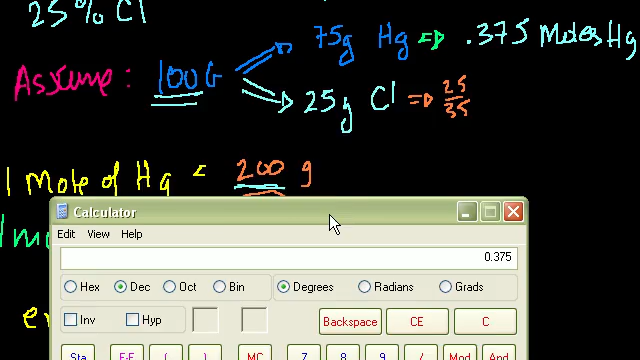 25% Cl
75g Hg => .375 Moles Hg
Assume: 100G
25g Cl => 25/35
1 Mole of Hg = 200 g
Calculator
Edit View Help
0.375
Hex Dec Oct Bin Degrees Radians Grads
Inv Hyp Backspace CE C
Sta F-E ( ) MC 7 8 9 / Mod And